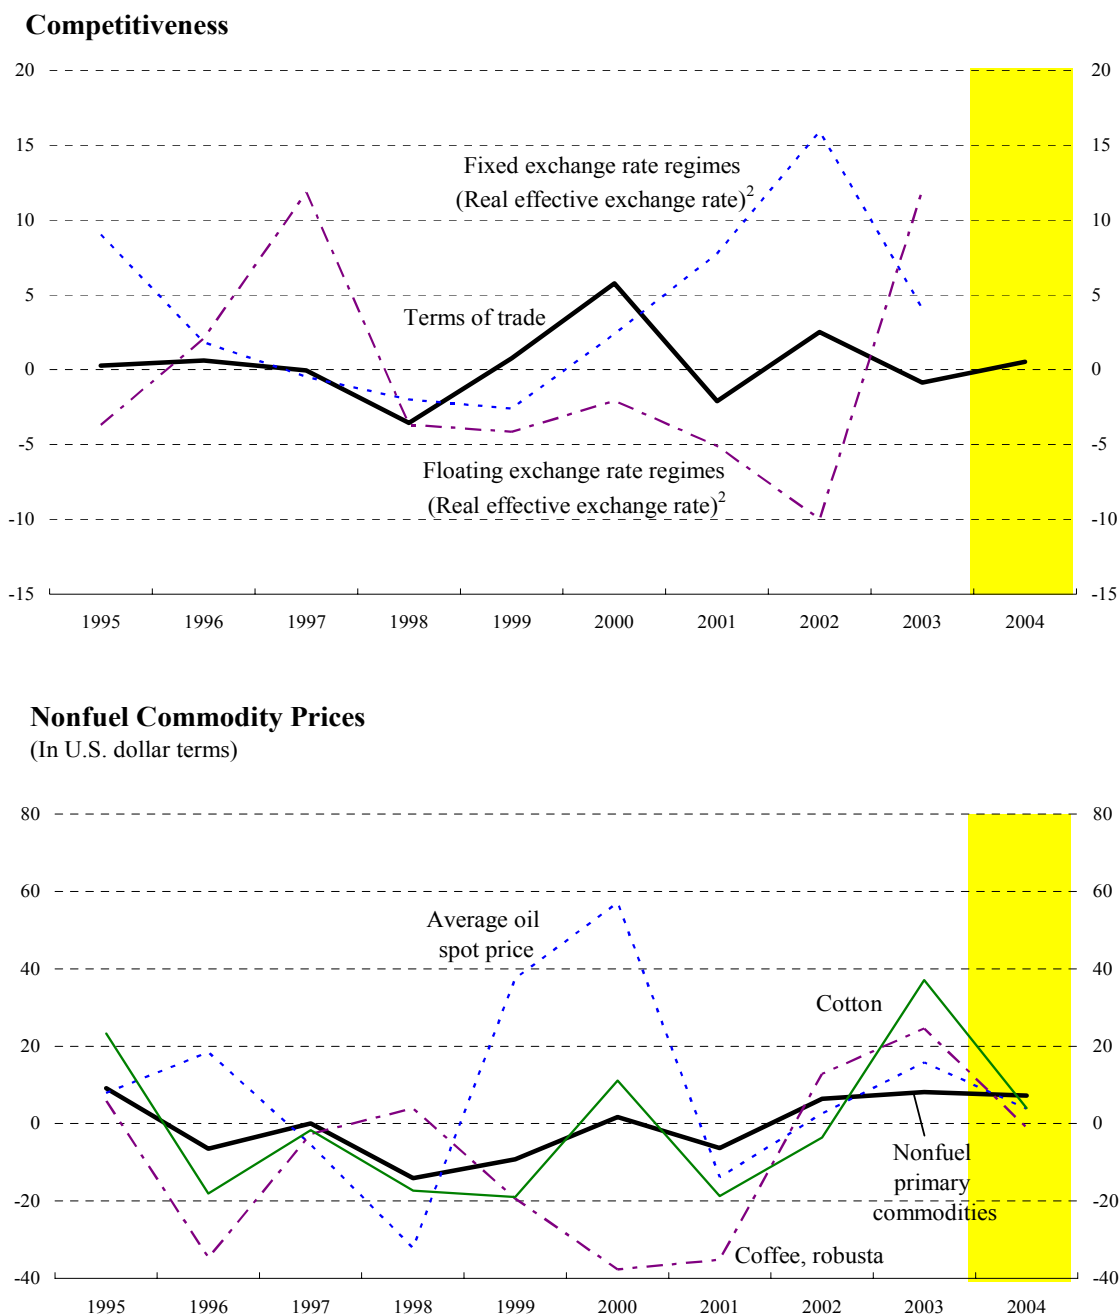 Competitiveness
20 20
15 15
Fixed exchange rate regimes
(Real effective exchange rate)2
10 10
5 5
Terms of trade
0 0
-5 -5
Floating exchange rate regimes
(Real effective exchange rate)2
-10 -10
-15 -15
1995 1996 1997 1998 1999 2000 2001 2002 2003 2004
Nonfuel Commodity Prices
(In U.S. dollar terms)
80 80
60 60
Average oil
spot price
40 40
Cotton
20 20
0 0
Nonfuel
primary
commodities
-20 -20
Coffee, robusta
-40 -40
1995 1996 1997 1998 1999 2000 2001 2002 2003 2004